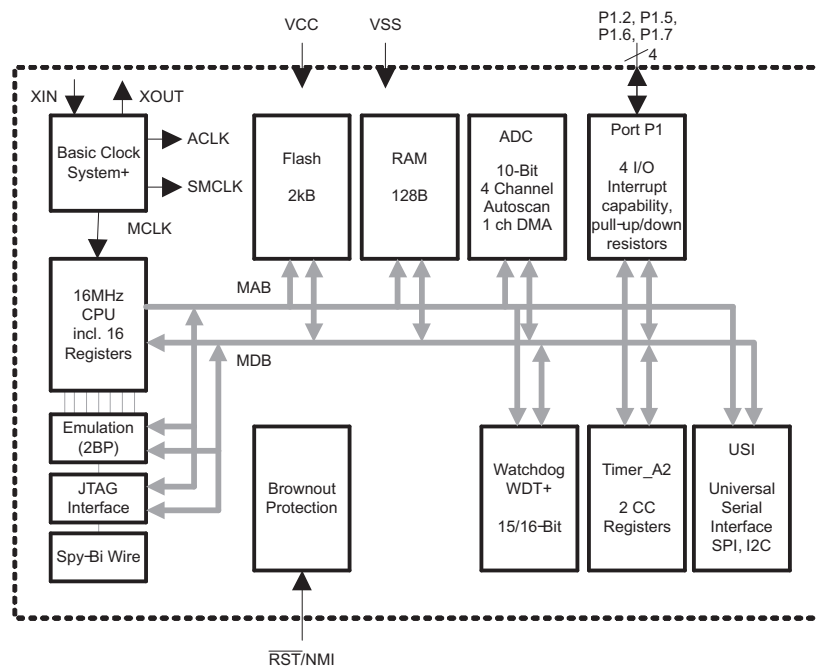 VCC
VSS
P1.2, P1.5,
P1.6, P1.7
4
XIN
XOUT
Basic Clock
System+
ACLK
SMCLK
MCLK
Flash
2kB
RAM
128B
ADC
10-Bit
4 Channel
Autoscan
1 ch DMA
Port P1
4 I/O
Interrupt
capability,
pull-up/down
resistors
16MHz
CPU
incl. 16
Registers
MAB
MDB
Emulation
(2BP)
JTAG
Interface
Spy-Bi Wire
Brownout
Protection
Watchdog
WDT+
15/16-Bit
Timer_A2
2 CC
Registers
USI
Universal
Serial
Interface
SPI, I2C
RST/NMI